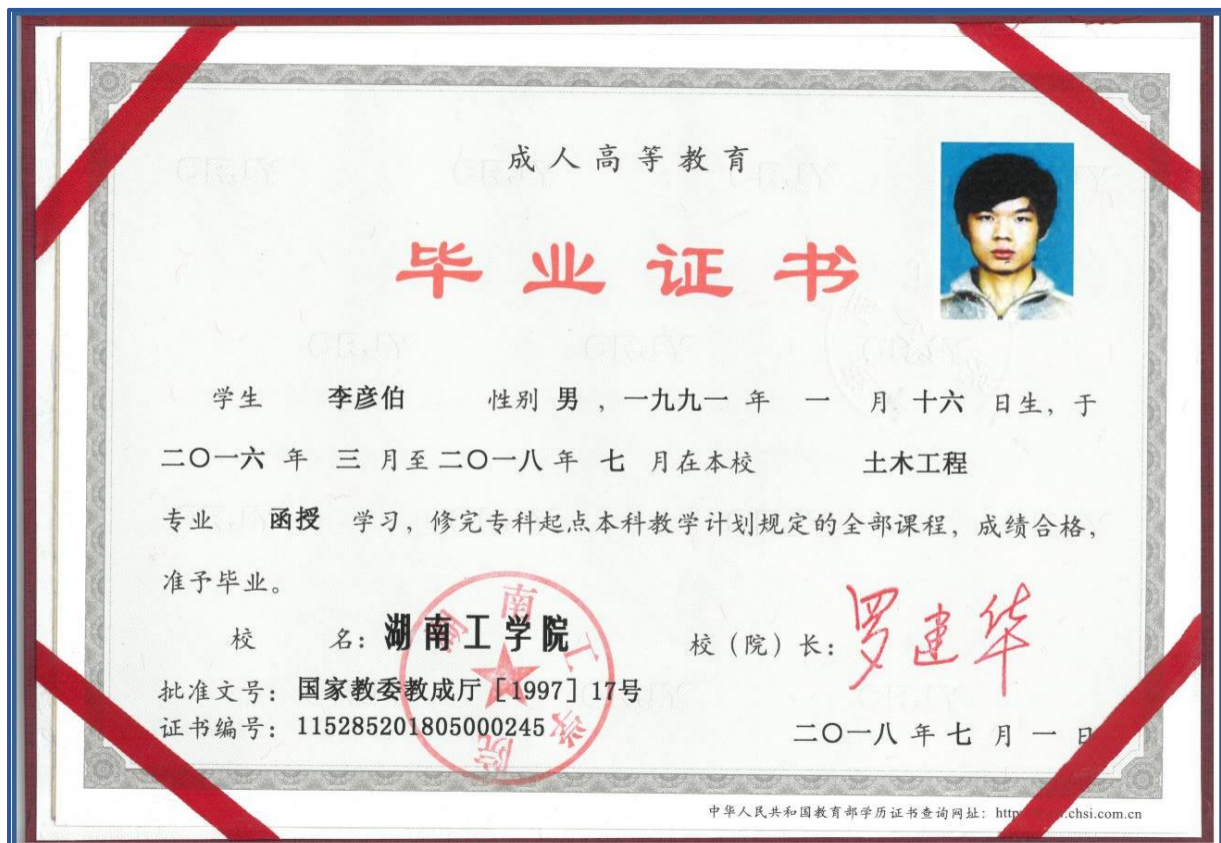 成人高等教育
毕业证书
学生 李彦伯 性别 男 ，一九九一 年 一 月 十六 日生，于
二〇一六 年 三 月至 二〇一八 年 七 月在本校 土木工程
专业 函授 学习，修完专科起点本科教学计划规定的全部课程，成绩合格，
准予毕业。
校 名：湖南工学院
校（院）长：罗建华
批准文号：国家教委教成厅［1997］17号
证书编号：115285201805000245
二〇一八 年 七 月 一 日
湖南工学院
中华人民共和国教育部学历证书查询网址：http chsi.com.cn